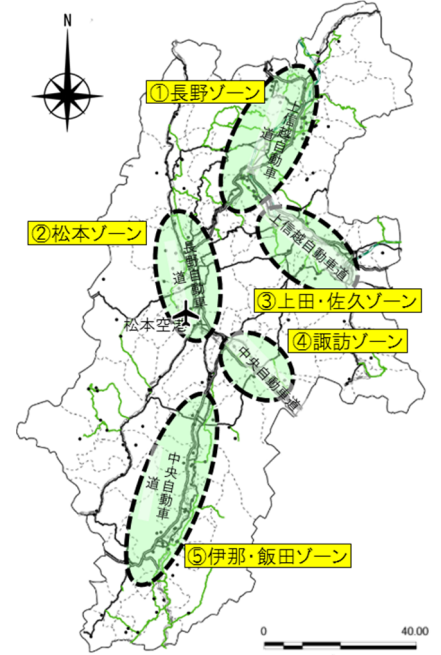 N
①長野ゾーン
上信越自動車道
②松本ゾーン
長野自動車道
上信越自動車道
③上田・佐久ゾーン
松本空港
④諏訪ゾーン
中央自動車道
中央自動車道
⑤伊那・飯田ゾーン
0 40.00